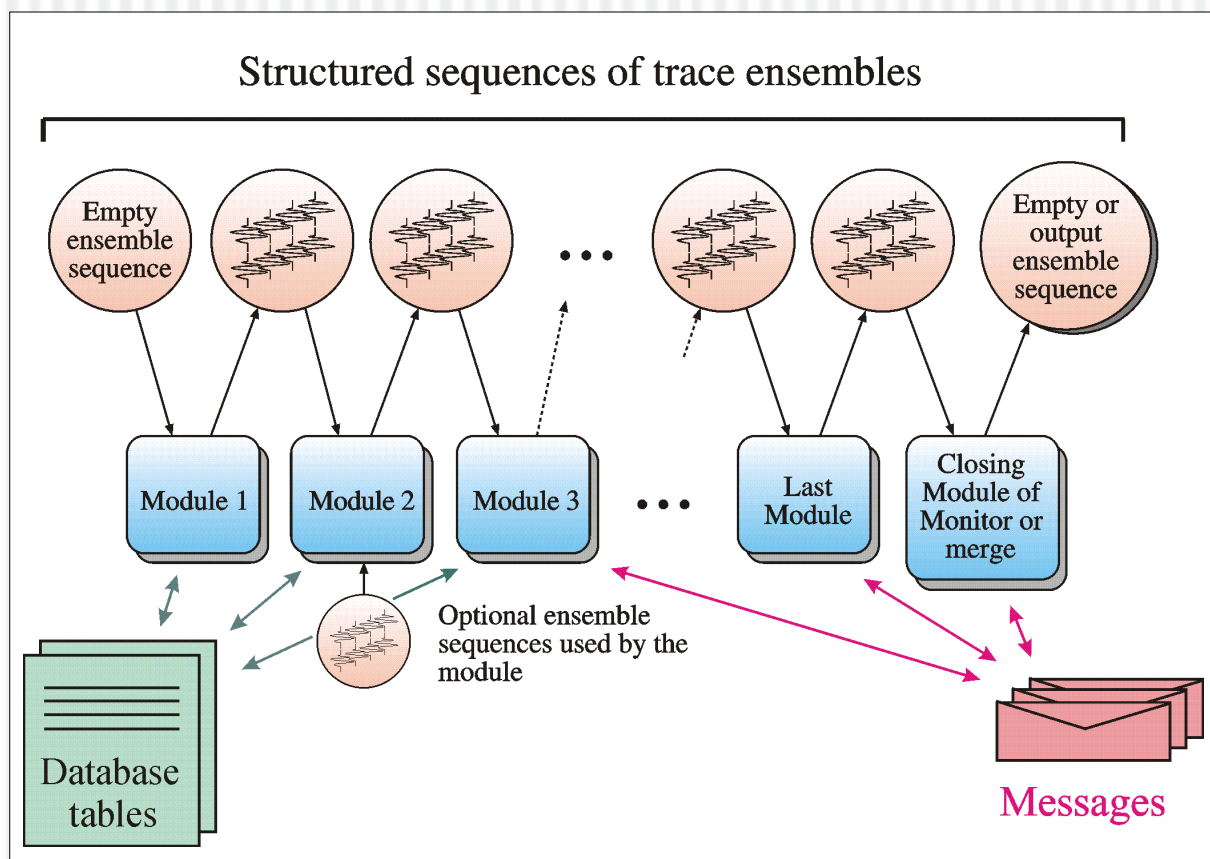 Structured sequences of trace ensembles
Empty
ensemble
sequence
• • •
Empty or
output
ensemble
sequence
Module 1
Module 2
Module 3
• • •
Last
Module
Closing
Module of
Monitor or
merge
Optional ensemble
sequences used by the
module
Database
tables
Messages